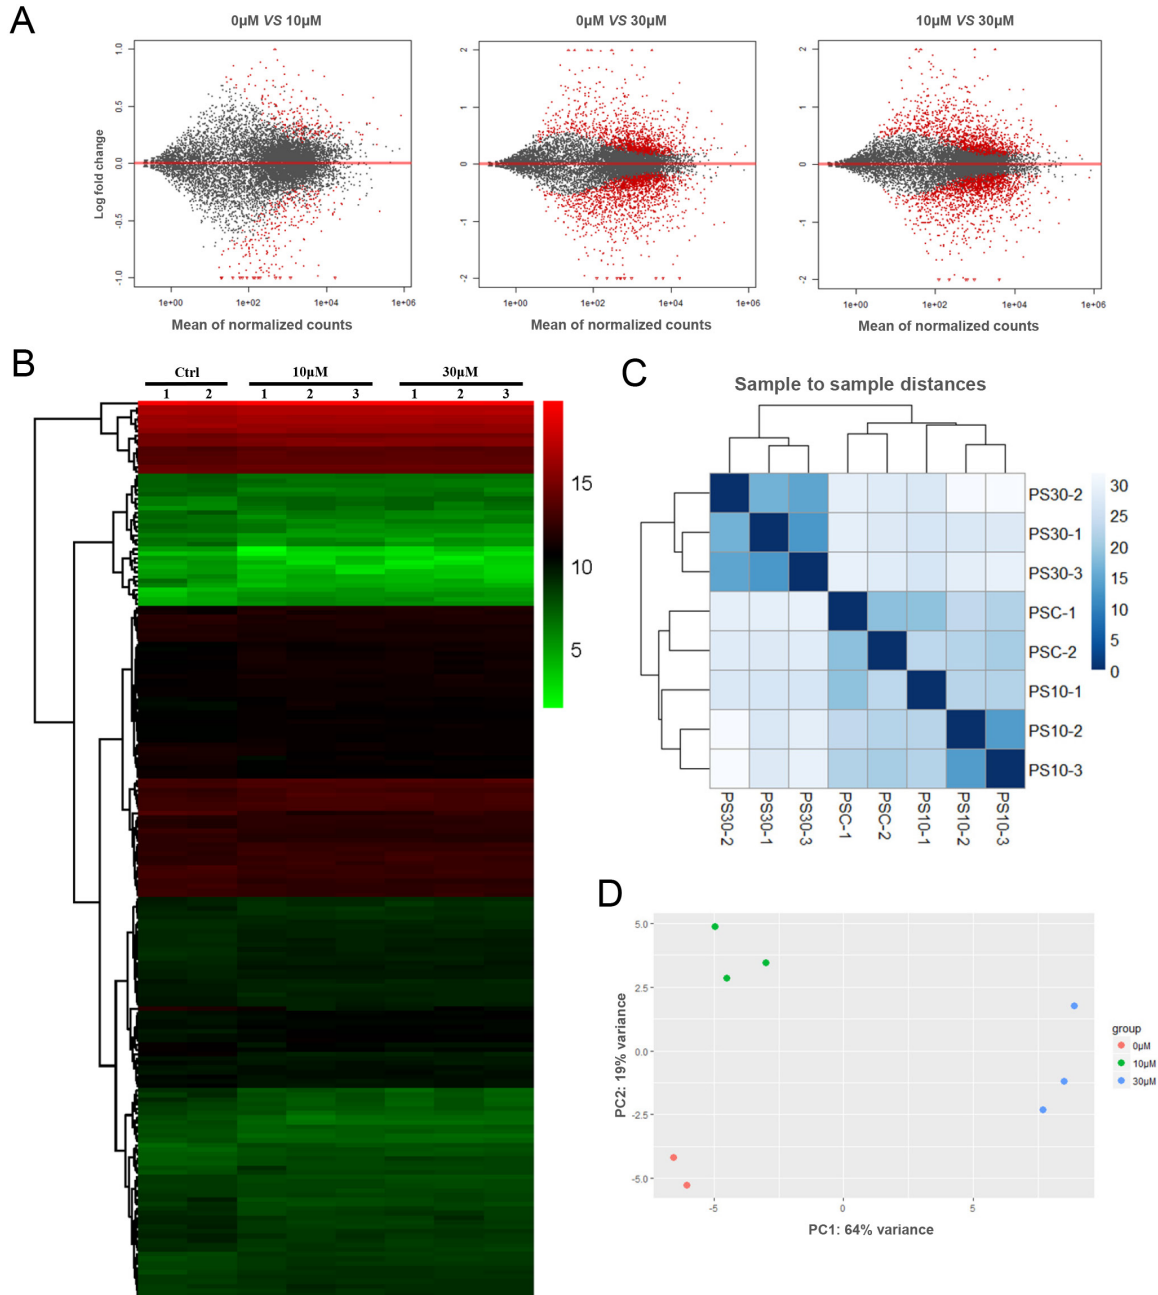 A
0µM VS 10µM
0µM VS 30µM
10µM VS 30µM
Log fold change
1.0
0.5
0.0
-0.5
-1.0
2
1
0
-1
-2
2
1
0
-1
-2
1e+00 1e+02 1e+04 1e+06
1e+00 1e+02 1e+04 1e+06
1e+00 1e+02 1e+04 1e+06
Mean of normalized counts
Mean of normalized counts
Mean of normalized counts
B
Ctrl 10µM 30µM
1 2 1 2 3 1 2 3
15
10
5
C
Sample to sample distances
PS30-2
PS30-1
PS30-3
PSC-1
PSC-2
PS10-1
PS10-2
PS10-3
30
25
20
15
10
5
0
PS30-2
PS30-1
PS30-3
PSC-1
PSC-2
PS10-1
PS10-2
PS10-3
D
PC2: 19% variance
5.0
2.5
0.0
-2.5
-5.0
-5 0 5
PC1: 64% variance
group
0µM
10µM
30µM